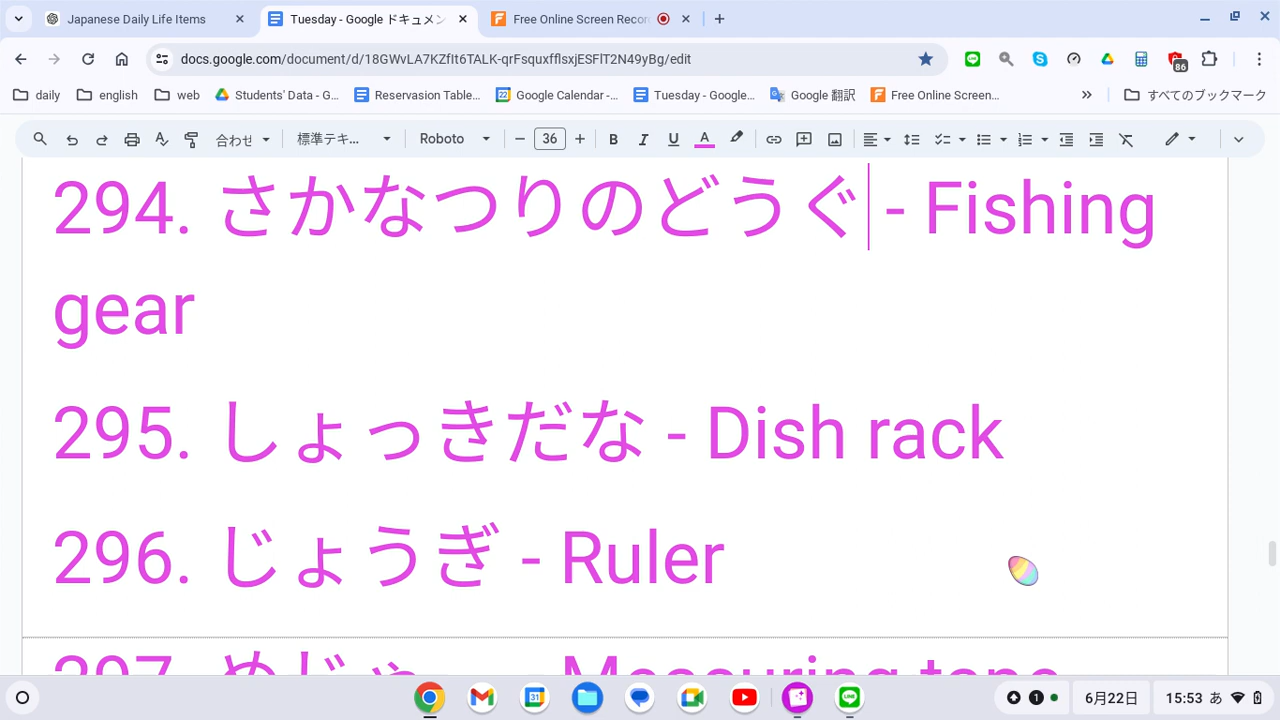 Japanese Daily Life Items
Tuesday - Google ドキュメン
Free Online Screen Recor
docs.google.com/document/d/18GWvLA7KZfIt6TALK-qrFsquxfflsxjESFlT2N49yBg/edit
86
daily
english
web
Students' Data - G...
Reservasion Table...
Google Calendar -...
Tuesday - Google...
Google 翻訳
Free Online Screen...
すべてのブックマーク
合わせ
標準テキ...
Roboto
36
294. さかなつりのどうぐ - Fishing
gear
295. しょっきだな - Dish rack
296. じょうぎ - Ruler
1
6月22日
15:53 あ